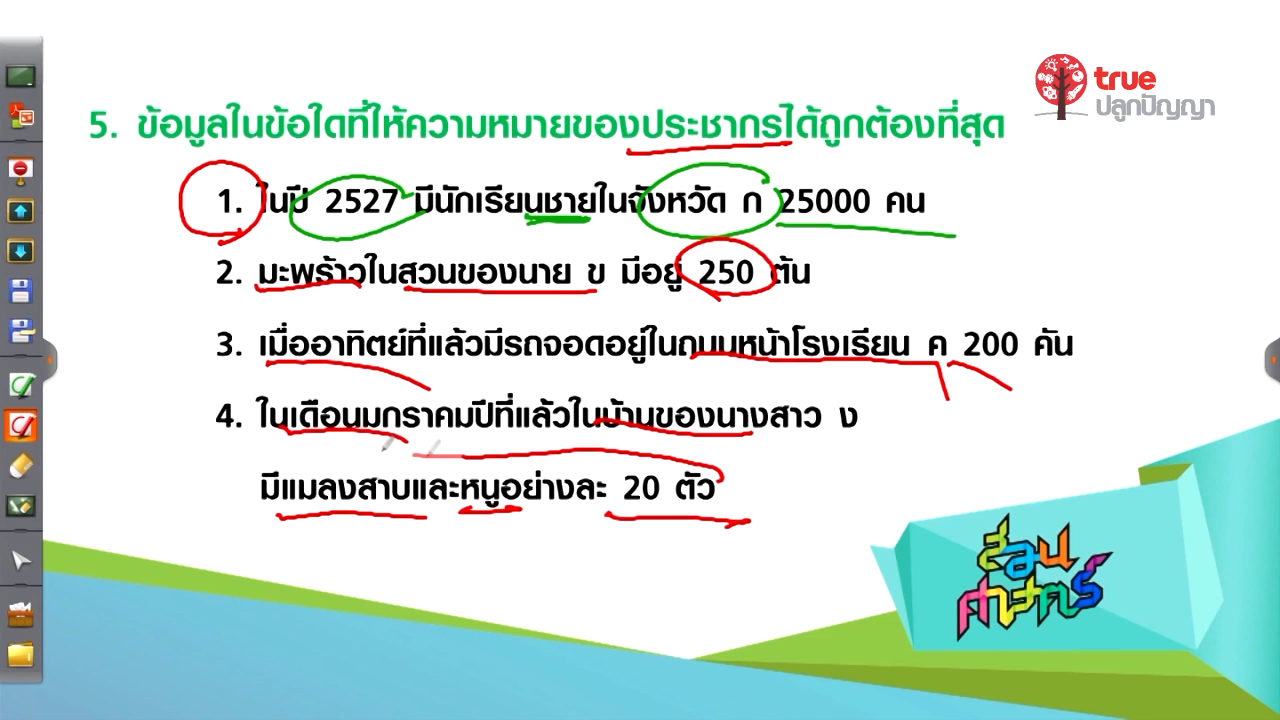 true
ปลูกปัญญา
5. ข้อมูลในข้อใดที่ให้ความหมายของประชากรได้ถูกต้องที่สุด
1. ในปี 2527 มีนักเรียนชายในจังหวัด ก 25000 คน
2. มะพร้าวในสวนของนาย ข มีอยู่ 250 ต้น
3. เมื่ออาทิตย์ที่แล้วมีรถจอดอยู่ในถนนหน้าโรงเรียน ค 200 คัน
4. ในเดือนมกราคมปีที่แล้วในบ้านของนางสาว ง
มีแมลงสาบและหนูอย่างละ 20 ตัว
สอน
ศาสตร์